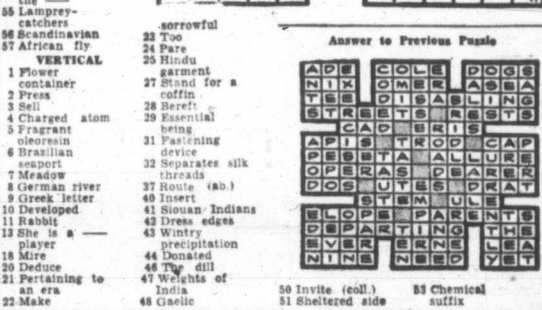 the —
55 Lamprey-
catchers
56 Scandinavian
57 African fly
VERTICAL
1 Flower
container
2 Press
3 Sell
4 Charged atom
5 Fragrant
oleoresin
6 Brazilian
seaport
7 Meadow
8 German river
9 Greek letter
10 Developed
11 Rabbit
13 She is a —
player
18 Mire
20 Deduce
21 Pertaining to
an era
22 Make
sorrowful
23 Too
24 Pare
25 Hindu
garment
27 Stand for a
coffin
28 Bereft
29 Essential
being
31 Fastening
device
32 Separates silk
threads
37 Route (ab.)
40 Insert
41 Siouan Indians
42 Dress edges
43 Wintry
precipitation
44 Donated
46 The dill
47 Weights of
India
48 Gaelic
50 Invite (coll.)
51 Sheltered side
53 Chemical
suffix
Answer to Previous Puzzle
ADE COLE DOGS
NIX OMER ASEA
TEE DISABLING
STREETS RESTS
CAD ERIS
APIS TROD CAP
PESETA ALLURE
OPERAS DEARER
DOS UTES DRAT
STEM ULE
ELOPE PARENTS
DEPARTING THE
EVER ERNE LEA
NINE NEED YET